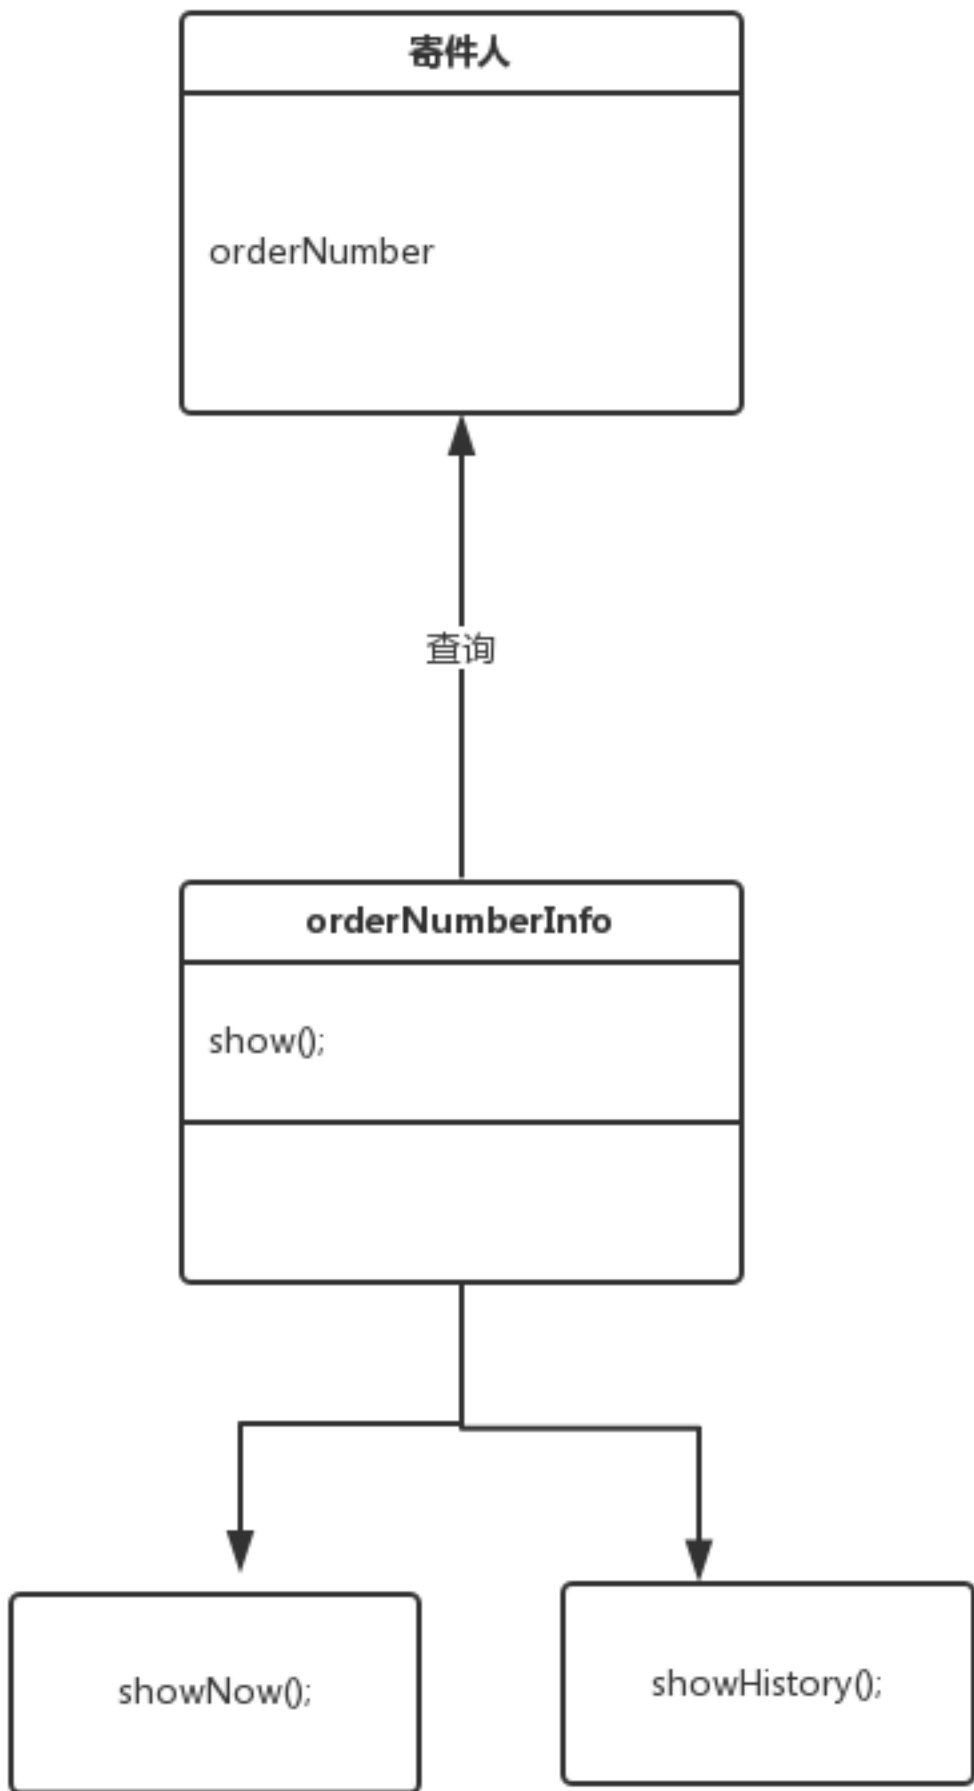 寄件人
orderNumber
查询
orderNumberInfo
show();
showNow();
showHistory();